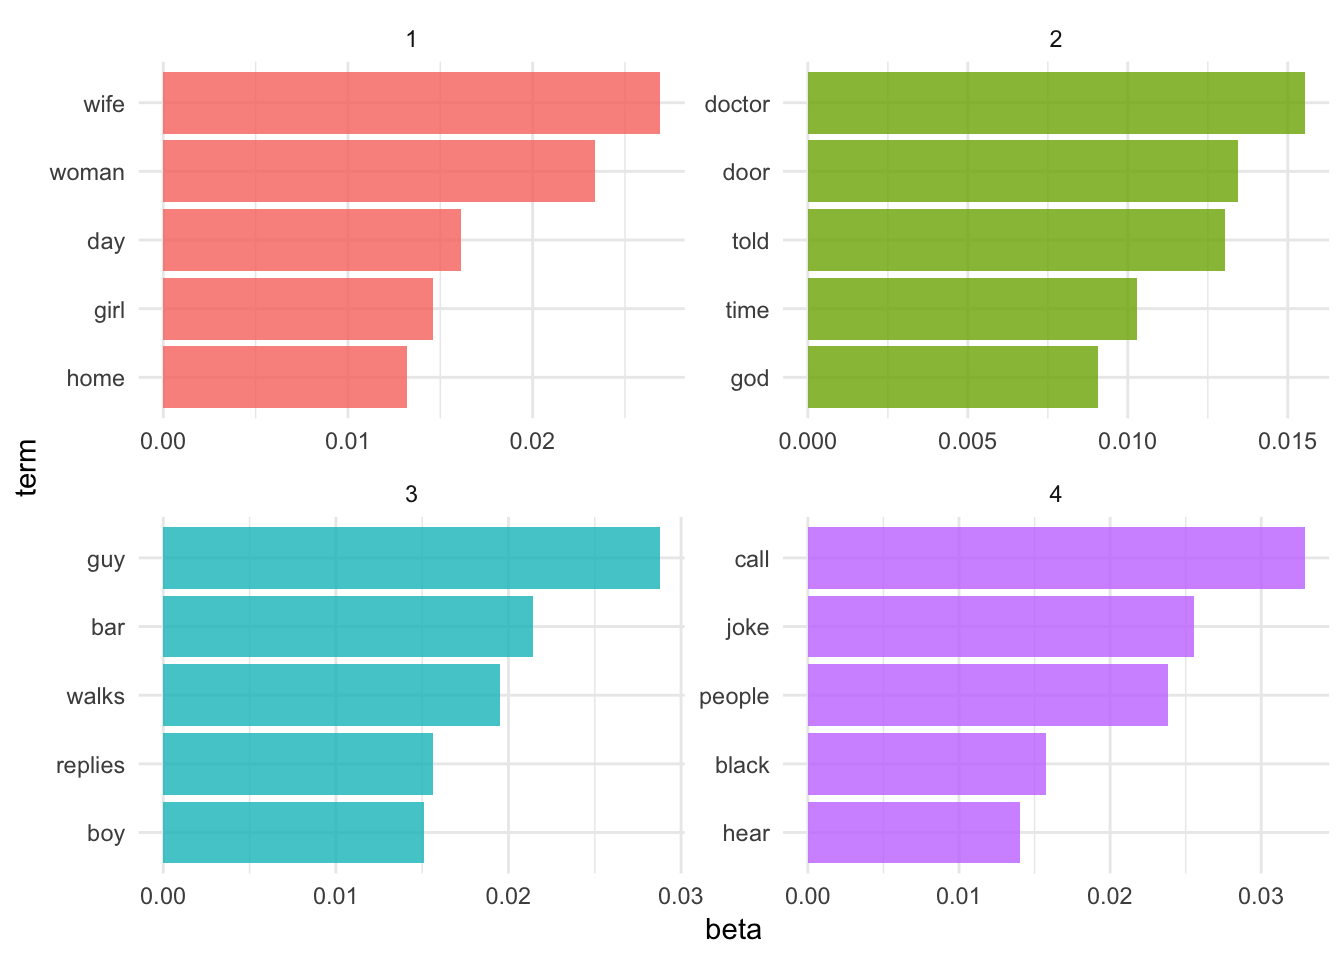 1
wife
woman
day
girl
home
0.00 0.01 0.02
2
doctor
door
told
time
god
0.000 0.005 0.010 0.015
3
guy
bar
walks
replies
boy
0.00 0.01 0.02 0.03
4
call
joke
people
black
hear
0.00 0.01 0.02 0.03
term
beta